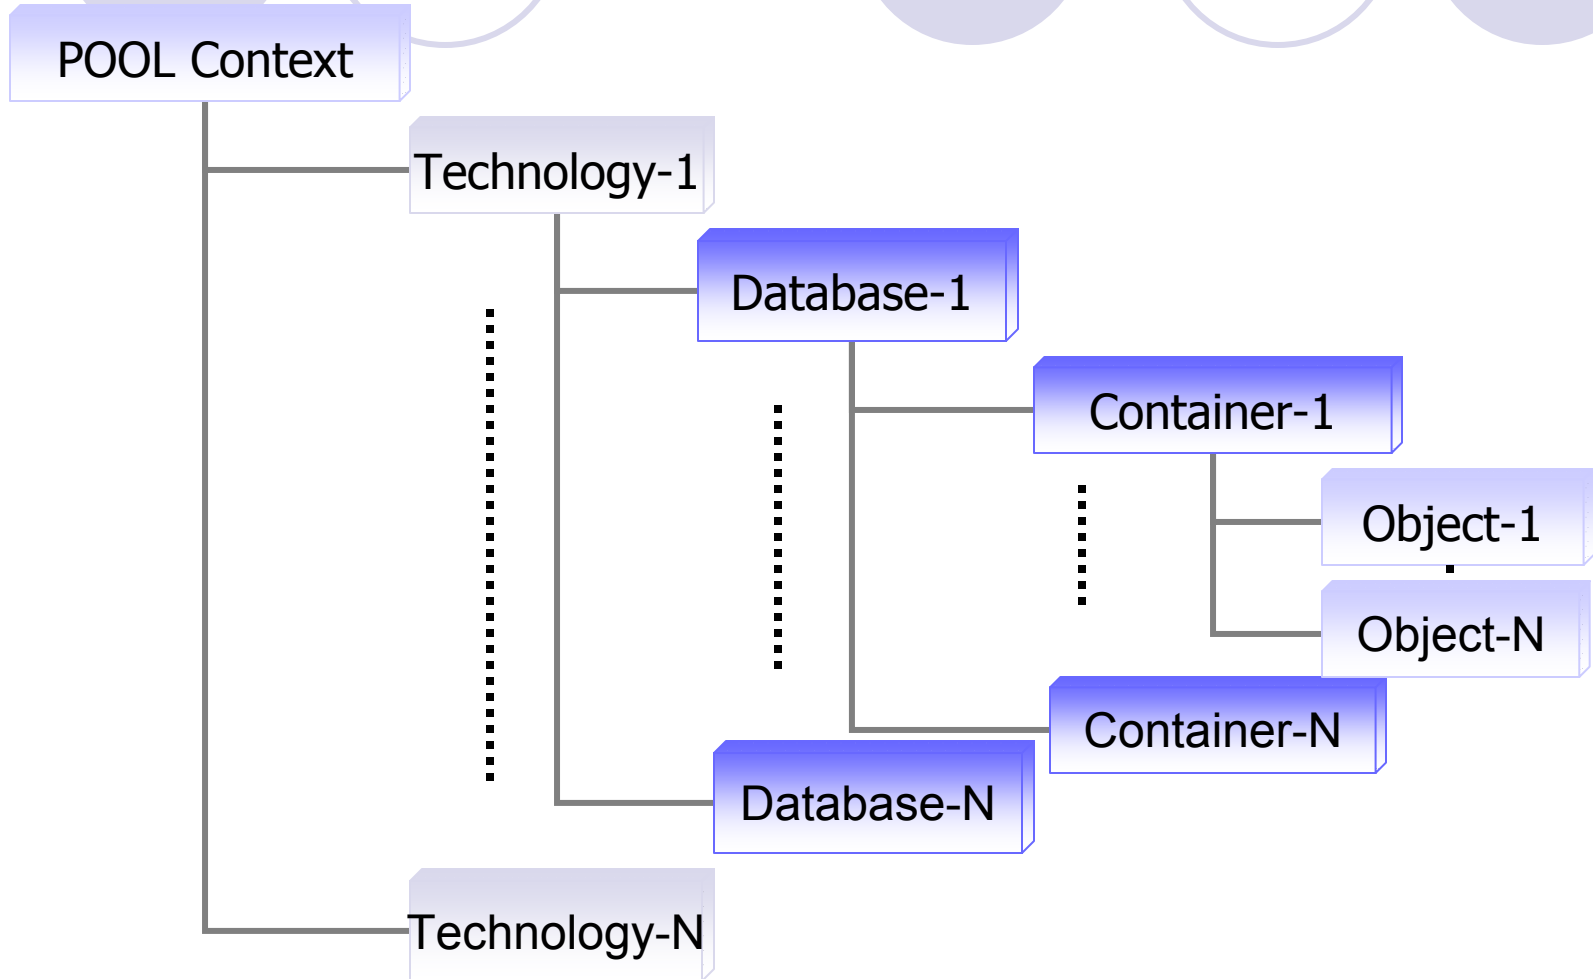 POOL Context
Technology-1
Database-1
Container-1
Object-1
Object-N
Container-N
Database-N
Technology-N